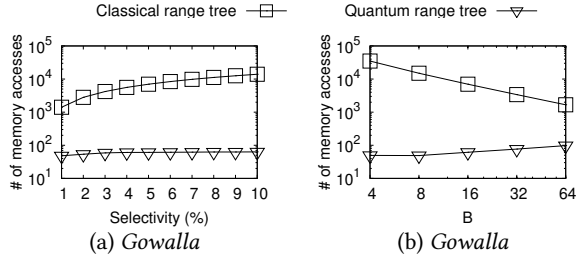 Classical range tree Quantum range tree
# of memory accesses
10^5
10^4
10^3
10^2
10^1
1 2 3 4 5 6 7 8 9 10
Selectivity (%)
(a) Gowalla
# of memory accesses
10^5
10^4
10^3
10^2
10^1
4 8 16 32 64
B
(b) Gowalla